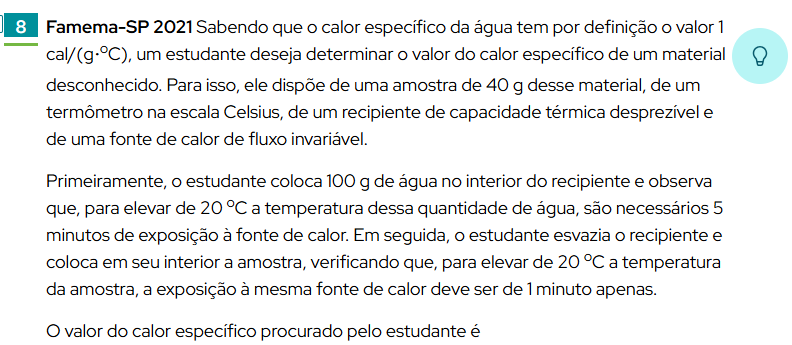 8 Famema-SP 2021 Sabendo que o calor específico da água tem por definição o valor 1
cal/(g·ºC), um estudante deseja determinar o valor do calor específico de um material
desconhecido. Para isso, ele dispõe de uma amostra de 40 g desse material, de um
termômetro na escala Celsius, de um recipiente de capacidade térmica desprezível e
de uma fonte de calor de fluxo invariável.
Primeiramente, o estudante coloca 100 g de água no interior do recipiente e observa
que, para elevar de 20 ºC a temperatura dessa quantidade de água, são necessários 5
minutos de exposição à fonte de calor. Em seguida, o estudante esvazia o recipiente e
coloca em seu interior a amostra, verificando que, para elevar de 20 ºC a temperatura
da amostra, a exposição à mesma fonte de calor deve ser de 1 minuto apenas.
O valor do calor específico procurado pelo estudante é